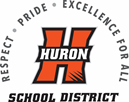 RESPECT • PRIDE • EXCELLENCE FOR ALL
HURON
H
SCHOOL DISTRICT